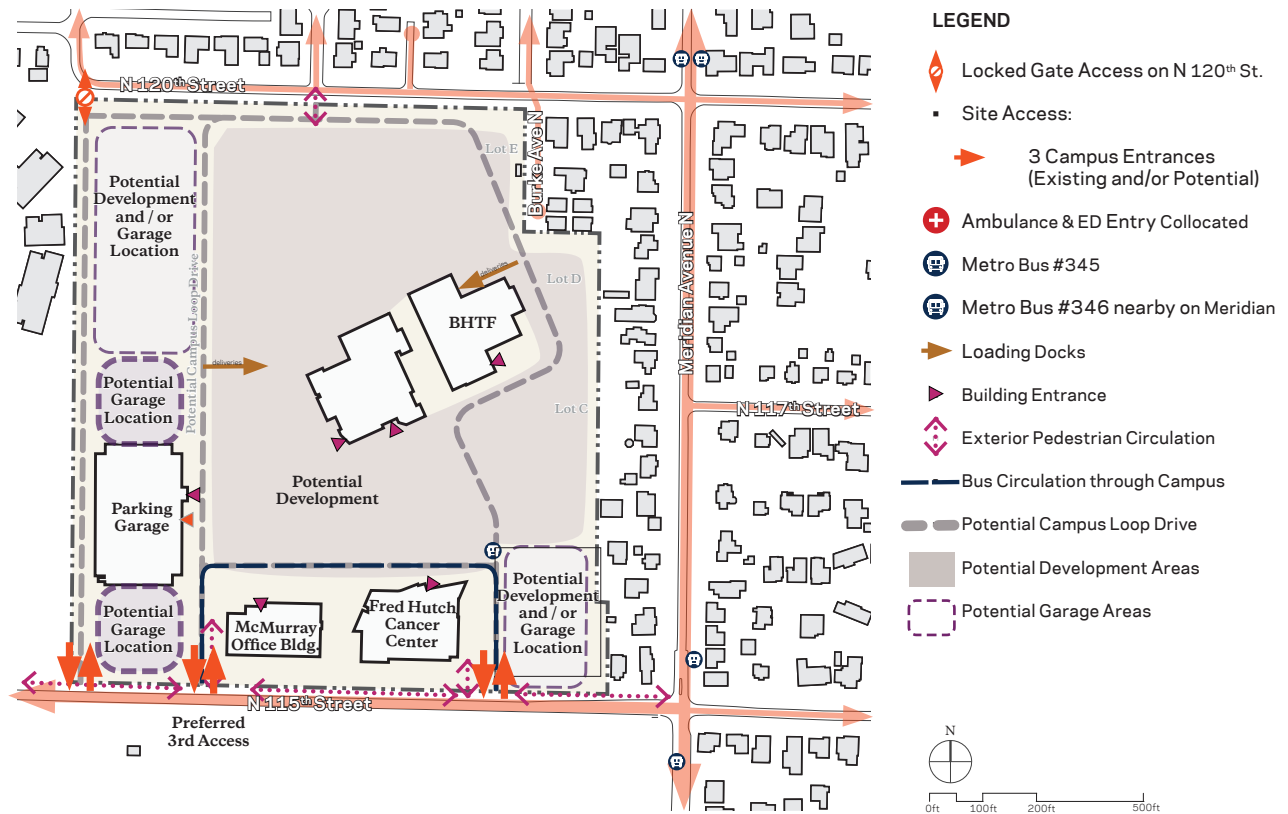 N 120th Street
Lot E
Burke Ave N
Potential
Development
and / or
Garage
Location
Potential Campus Loop Drive
deliveries
BHTF
Lot D
Meridian Avenue N
deliveries
Potential
Garage
Location
Lot C
N 117th Street
Potential
Development
Parking
Garage
Potential
Garage
Location
McMurray
Office Bldg.
Fred Hutch
Cancer
Center
Potential
Development
and / or
Garage
Location
N 115th Street
Preferred
3rd Access
LEGEND
Locked Gate Access on N 120th St.
Site Access:
3 Campus Entrances
(Existing and/or Potential)
Ambulance & ED Entry Collocated
Metro Bus #345
Metro Bus #346 nearby on Meridian
Loading Docks
Building Entrance
Exterior Pedestrian Circulation
Bus Circulation through Campus
Potential Campus Loop Drive
Potential Development Areas
Potential Garage Areas
N
0ft 100ft 200ft 500ft